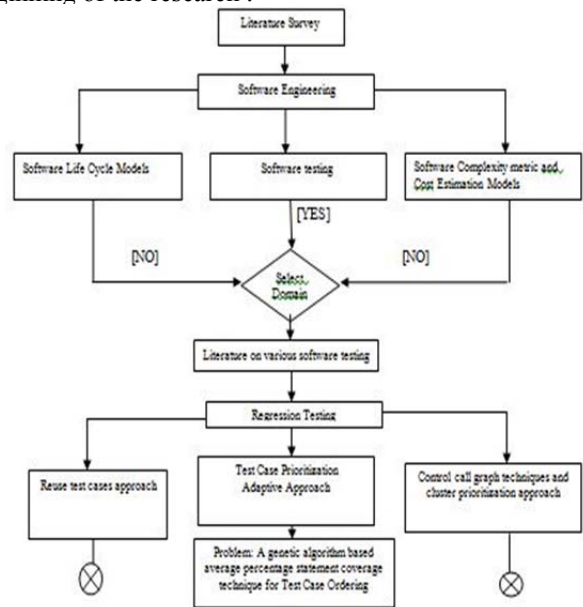 ginning of the research .
Literature Survey
Software Engineering
Software Life Cycle Models
Software testing
Software Complexity metric and
Cost Estimation Models
[YES]
[NO]
[NO]
Select
Domain
Literature on various software testing
Regression Testing
Reuse test cases approach
Test Case Prioritization
Adaptive Approach
Control call graph techniques and
cluster prioritization approach
Problem: A genetic algorithm based
average percentage statement coverage
technique for Test Case Ordering